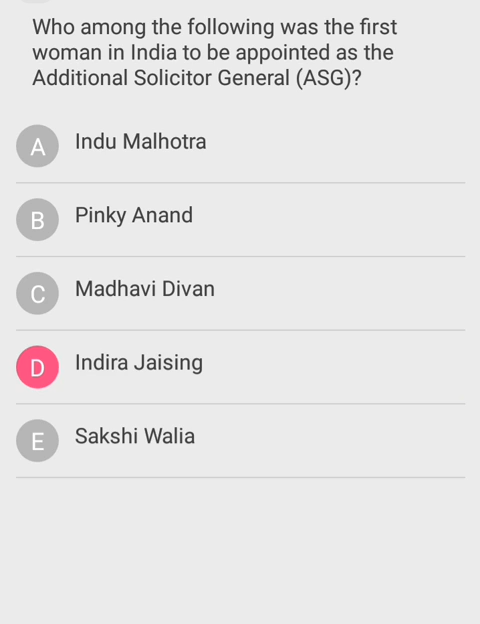 Who among the following was the first
woman in India to be appointed as the
Additional Solicitor General (ASG)?
A Indu Malhotra
B Pinky Anand
C Madhavi Divan
D Indira Jaising
E Sakshi Walia